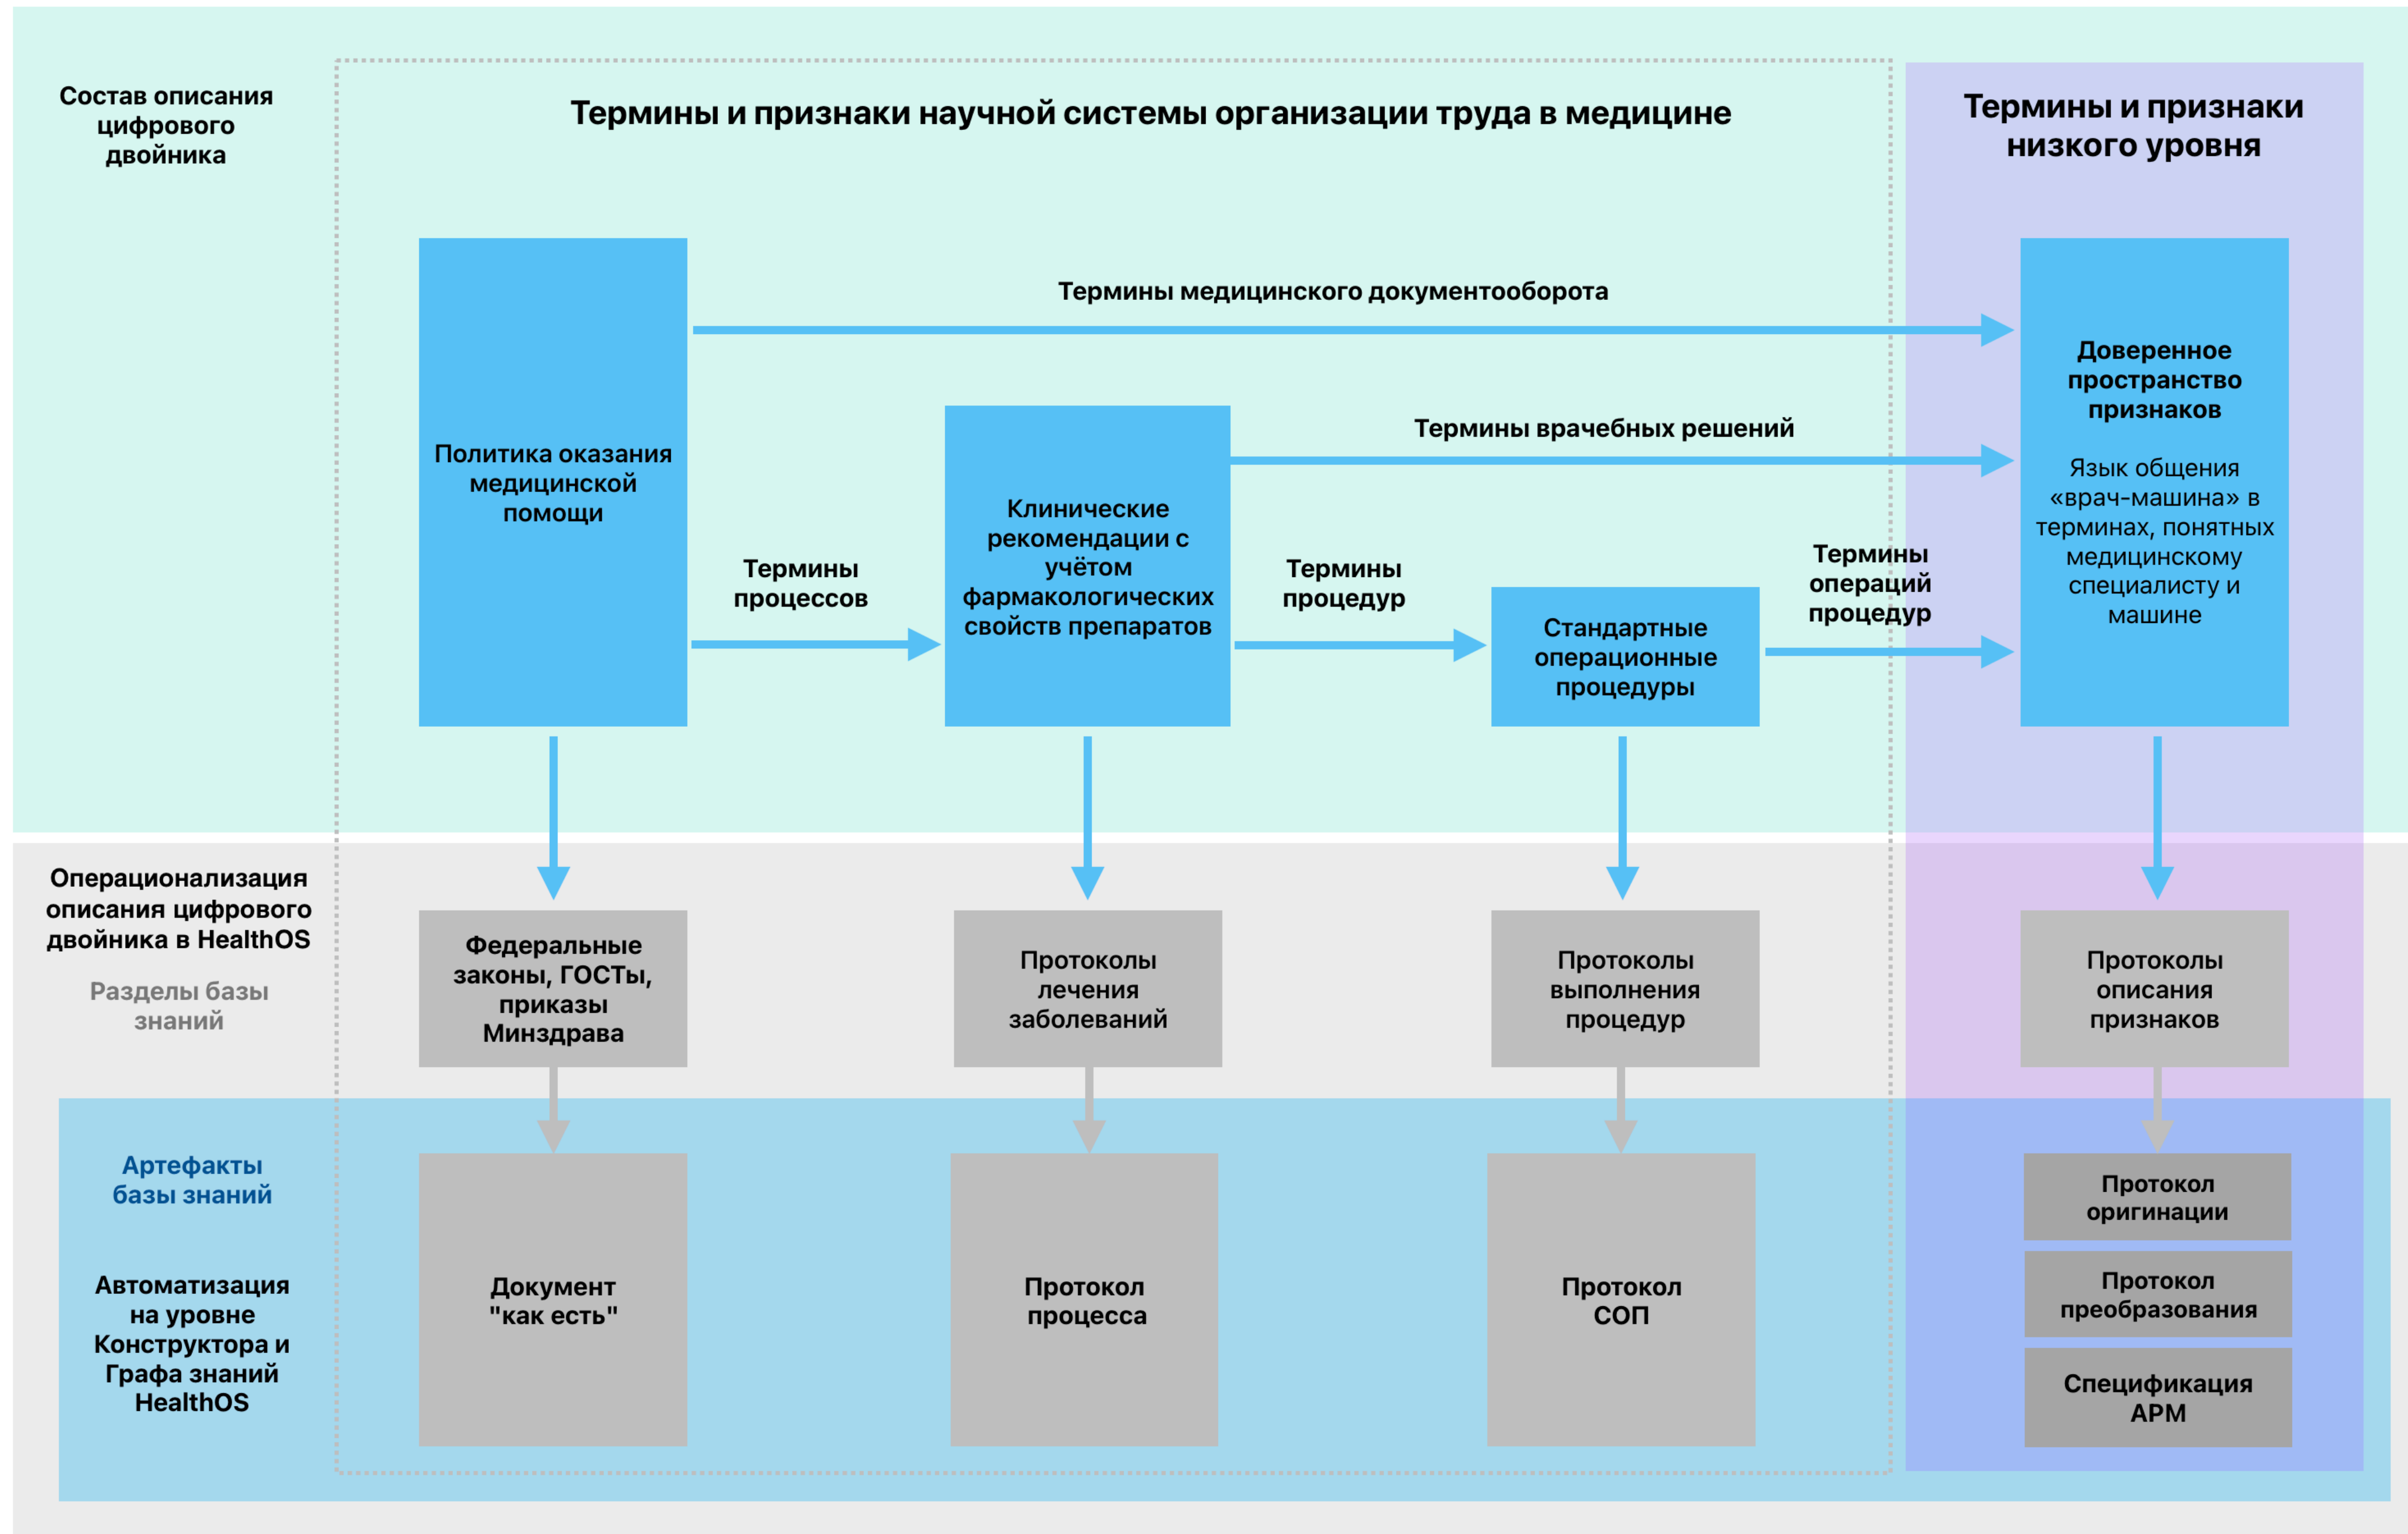 Состав описания
цифрового
двойника
Термины и признаки научной системы организации труда в медицине
Термины и признаки
низкого уровня
Термины медицинского документооборота
Политика оказания
медицинской
помощи
Термины
процессов
Клинические
рекомендации с
учётом
фармакологических
свойств препаратов
Термины врачебных решений
Термины
процедур
Стандартные
операционные
процедуры
Термины
операций
процедур
Доверенное
пространство
признаков
Язык общения
«врач-машина» в
терминах, понятных
медицинскому
специалисту и
машине
Операционализация
описания цифрового
двойника в HealthOS
Разделы базы
знаний
Федеральные
законы, ГОСТы,
приказы
Минздрава
Протоколы
лечения
заболеваний
Протоколы
выполнения
процедур
Протоколы
описания
признаков
Артефакты
базы знаний
Автоматизация
на уровне
Конструктора и
Графа знаний
HealthOS
Документ
"как есть"
Протокол
процесса
Протокол
СОП
Протокол
оригинации
Протокол
преобразования
Спецификация
АРМ